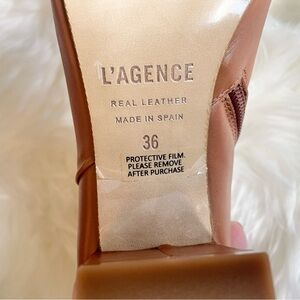 L'AGENCE
REAL LEATHER
MADE IN SPAIN
36
PROTECTIVE FILM.
PLEASE REMOVE
AFTER PURCHASE